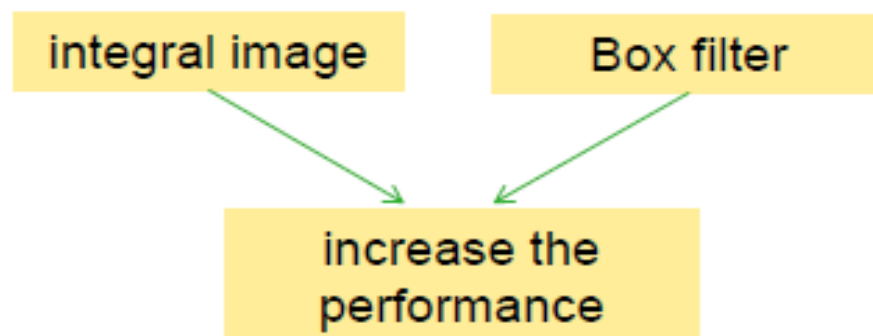 integral image
Box filter
increase the
performance